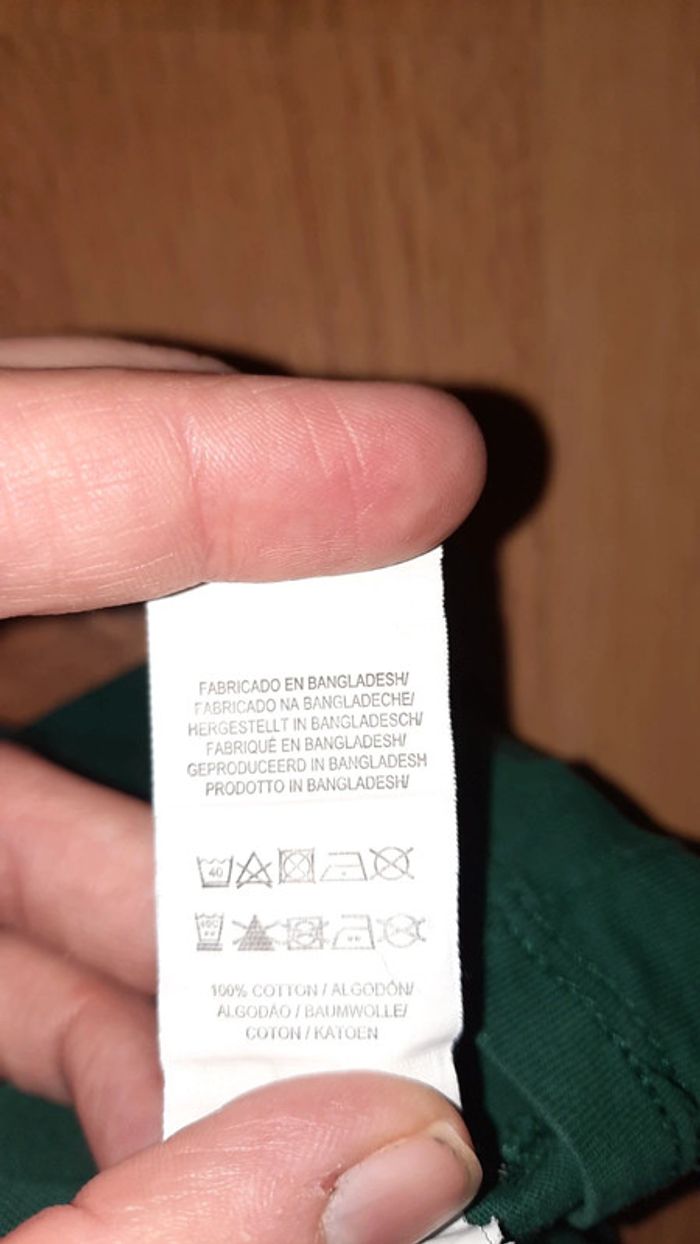 FABRICADO EN BANGLADESH/
FABRICADO NA BANGLADECHE/
HERGESTELLT IN BANGLADESCH/
FABRIQUÉ EN BANGLADESH/
GEPRODUCEERD IN BANGLADESH
PRODOTTO IN BANGLADESH/
40
40C
100% COTTON / ALGODÓN/
ALGODÃO / BAUMWOLLE/
COTON / KATOEN